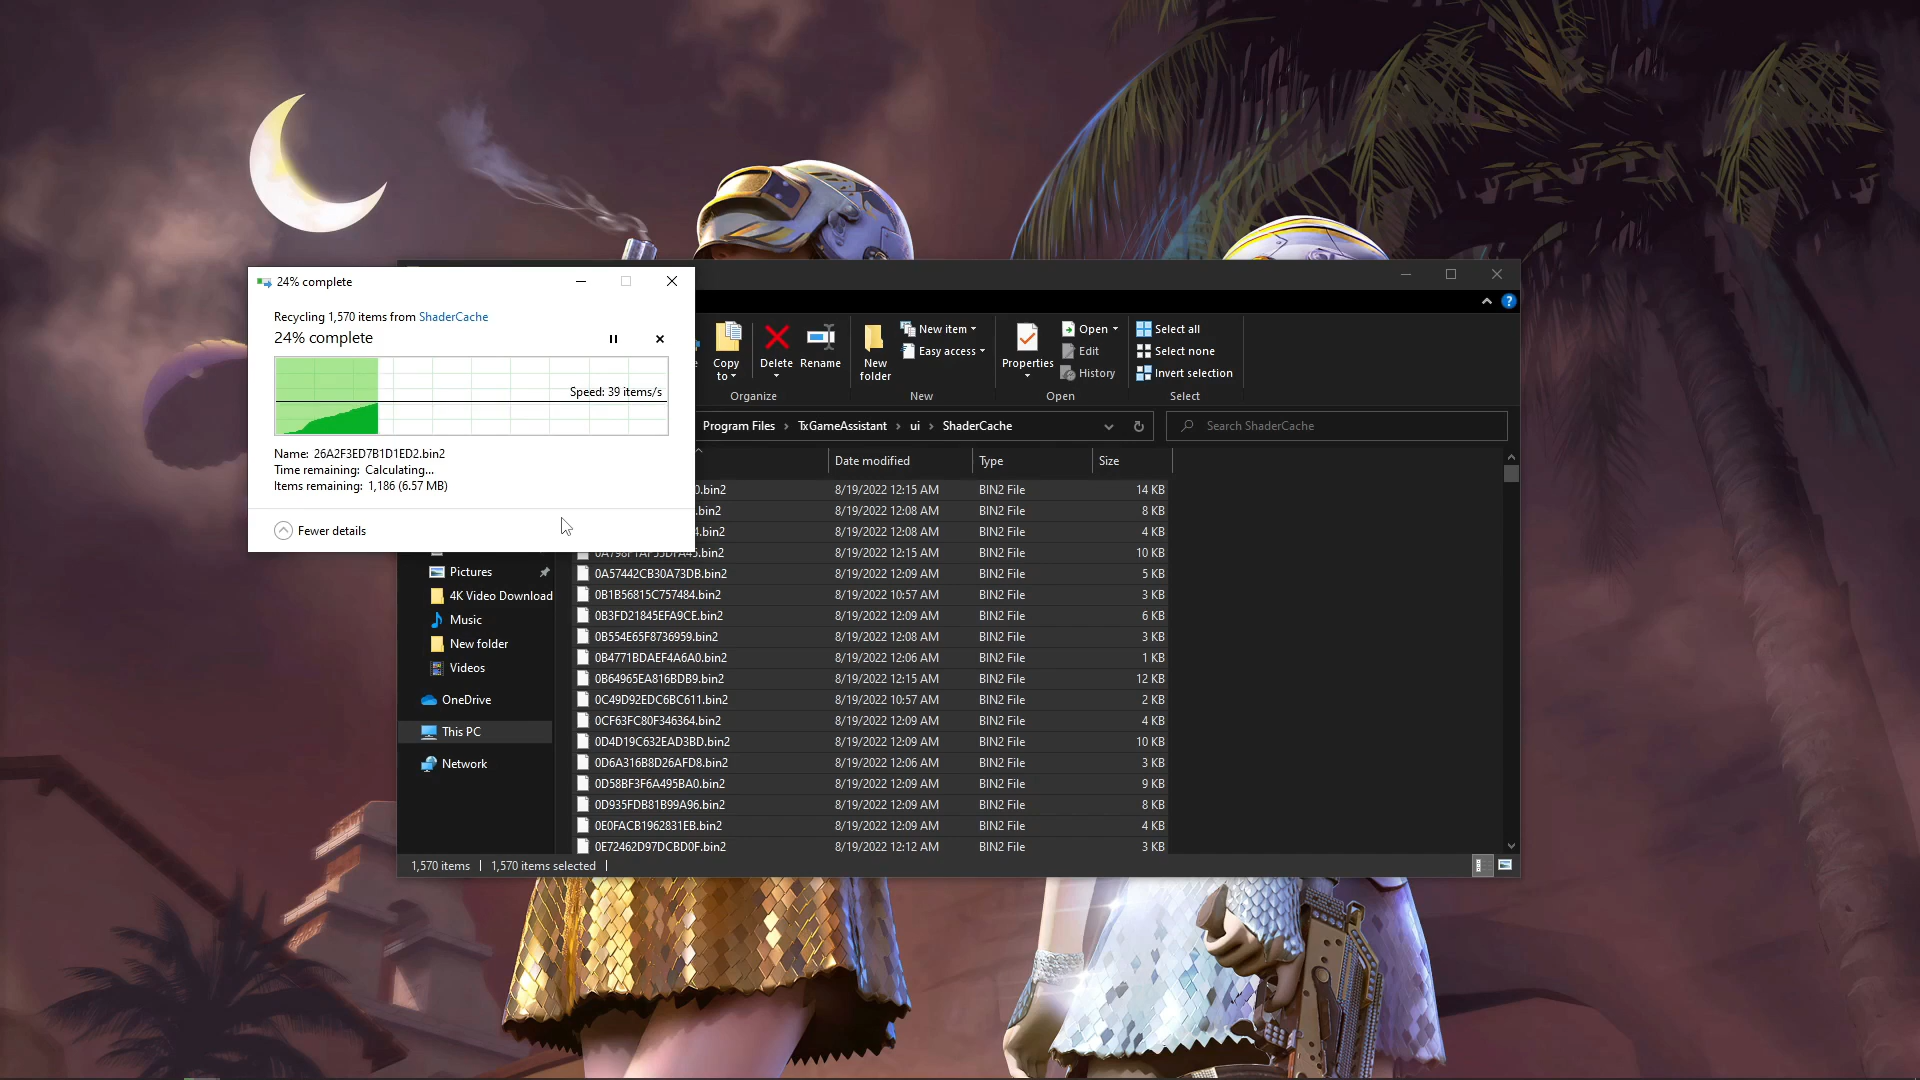 24% complete
Recycling 1,570 items from ShaderCache
24% complete
Speed: 39 items/s
Name: 26A2F3ED7B1D1ED2.bin2
Time remaining: Calculating...
Items remaining: 1,186 (6.57 MB)
Fewer details
Copy to
Delete
Rename
New folder
New item
Easy access
Properties
Open
Edit
History
Select all
Select none
Invert selection
Organize
New
Open
Select
Program Files › TxGameAssistant › ui › ShaderCache
Search ShaderCache
Date modified
Type
Size
0.bin2 8/19/2022 12:15 AM BIN2 File 14 KB
.bin2 8/19/2022 12:08 AM BIN2 File 8 KB
4.bin2 8/19/2022 12:08 AM BIN2 File 4 KB
.bin2 8/19/2022 12:15 AM BIN2 File 10 KB
0A57442CB30A73DB.bin2 8/19/2022 12:09 AM BIN2 File 5 KB
0B1B56815C757484.bin2 8/19/2022 10:57 AM BIN2 File 3 KB
0B3FD21845EFA9CE.bin2 8/19/2022 12:09 AM BIN2 File 6 KB
0B554E65F8736959.bin2 8/19/2022 12:08 AM BIN2 File 3 KB
0B4771BDAEF4A6A0.bin2 8/19/2022 12:06 AM BIN2 File 1 KB
0B64965EA816BDB9.bin2 8/19/2022 12:15 AM BIN2 File 12 KB
0C49D92EDC6BC611.bin2 8/19/2022 10:57 AM BIN2 File 2 KB
0CF63FC80F346364.bin2 8/19/2022 12:09 AM BIN2 File 4 KB
0D4D19C632EAD3BD.bin2 8/19/2022 12:09 AM BIN2 File 10 KB
0D6A316B8D26AFD8.bin2 8/19/2022 12:06 AM BIN2 File 3 KB
0D58BF3F6A495BA0.bin2 8/19/2022 12:09 AM BIN2 File 9 KB
0D935FDB81B99A96.bin2 8/19/2022 12:09 AM BIN2 File 8 KB
0E0FACB1962831EB.bin2 8/19/2022 12:09 AM BIN2 File 4 KB
0E72462D97DCBD0F.bin2 8/19/2022 12:12 AM BIN2 File 3 KB
Pictures
4K Video Download
Music
New folder
Videos
OneDrive
This PC
Network
1,570 items
1,570 items selected